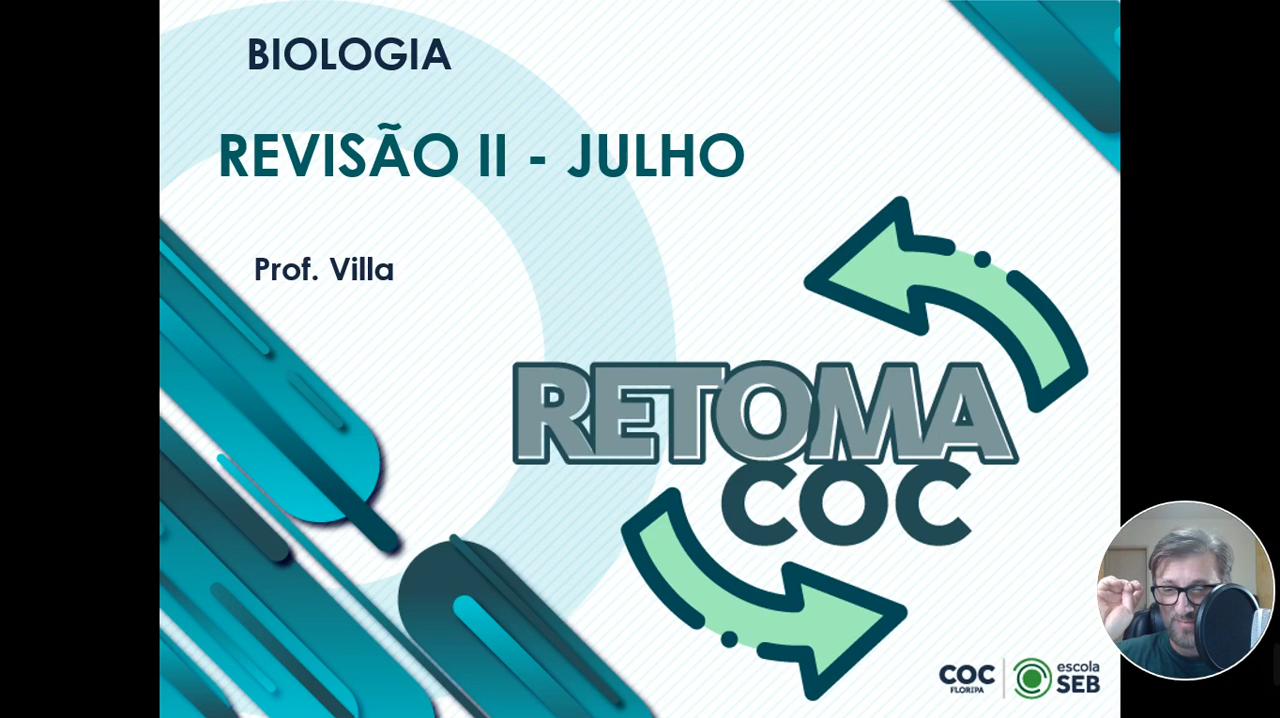 BIOLOGIA
REVISÃO II - JULHO
Prof. Villa
RETOMA
COC
COC
FLORIPA
escola
SEB